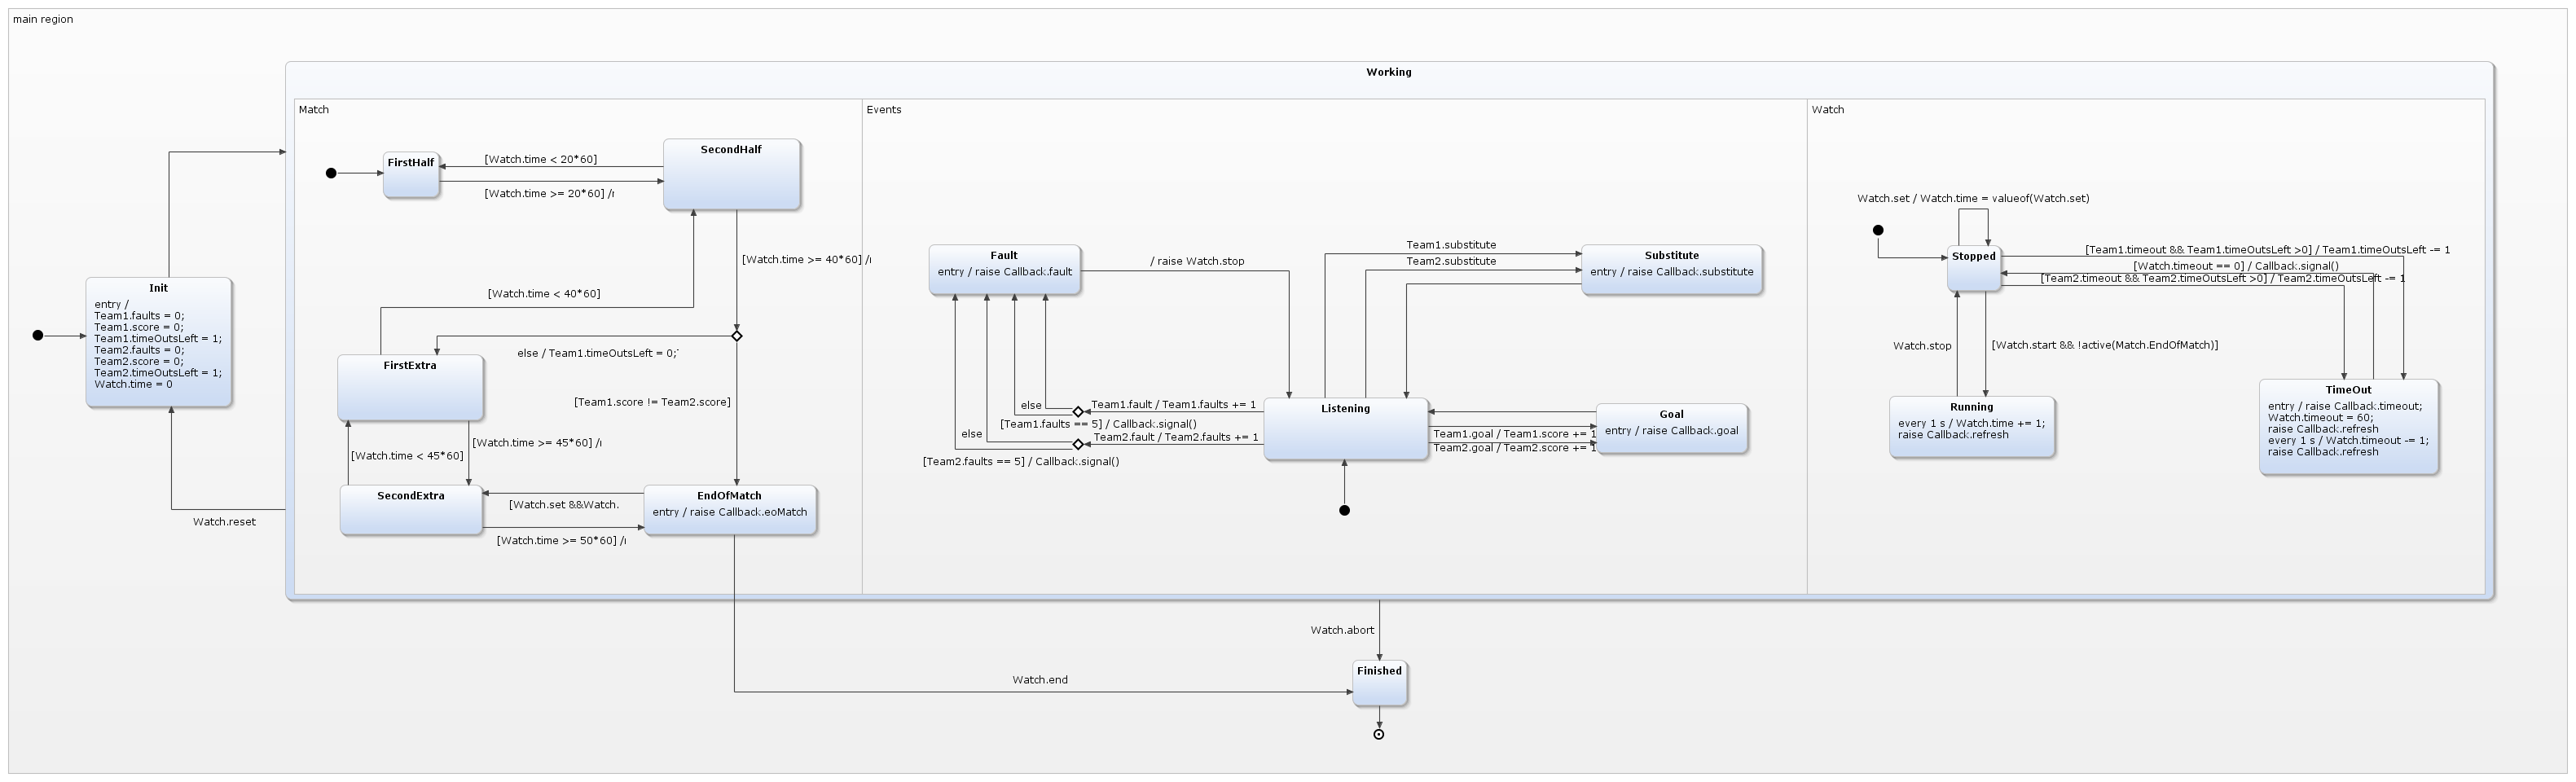 main region
Working
Match
Events
Watch
FirstHalf
SecondHalf
[Watch.time < 20*60]
[Watch.time >= 20*60] /
[Watch.time >= 40*60] /
[Watch.time < 40*60]
else / Team1.timeOutsLeft = 0;
FirstExtra
[Team1.score != Team2.score]
[Watch.time >= 45*60] /
[Watch.time < 45*60]
SecondExtra
[Watch.set &&Watch.
[Watch.time >= 50*60] /
EndOfMatch
entry / raise Callback.eoMatch
Init
entry /
Team1.faults = 0;
Team1.score = 0;
Team1.timeOutsLeft = 1;
Team2.faults = 0;
Team2.score = 0;
Team2.timeOutsLeft = 1;
Watch.time = 0
Watch.reset
Fault
entry / raise Callback.fault
/ raise Watch.stop
Team1.substitute
Team2.substitute
Substitute
entry / raise Callback.substitute
else
Team1.fault / Team1.faults += 1
[Team1.faults == 5] / Callback.signal()
else
Team2.fault / Team2.faults += 1
[Team2.faults == 5] / Callback.signal()
Listening
Team1.goal / Team1.score += 1
Team2.goal / Team2.score += 1
Goal
entry / raise Callback.goal
Watch.set / Watch.time = valueof(Watch.set)
Stopped
[Team1.timeout && Team1.timeOutsLeft >0] / Team1.timeOutsLeft -= 1
[Watch.timeout == 0] / Callback.signal()
[Team2.timeout && Team2.timeOutsLeft >0] / Team2.timeOutsLeft -= 1
Watch.stop
[Watch.start && !active(Match.EndOfMatch)]
Running
every 1 s / Watch.time += 1;
raise Callback.refresh
TimeOut
entry / raise Callback.timeout;
Watch.timeout = 60;
raise Callback.refresh
every 1 s / Watch.timeout -= 1;
raise Callback.refresh
Watch.abort
Watch.end
Finished